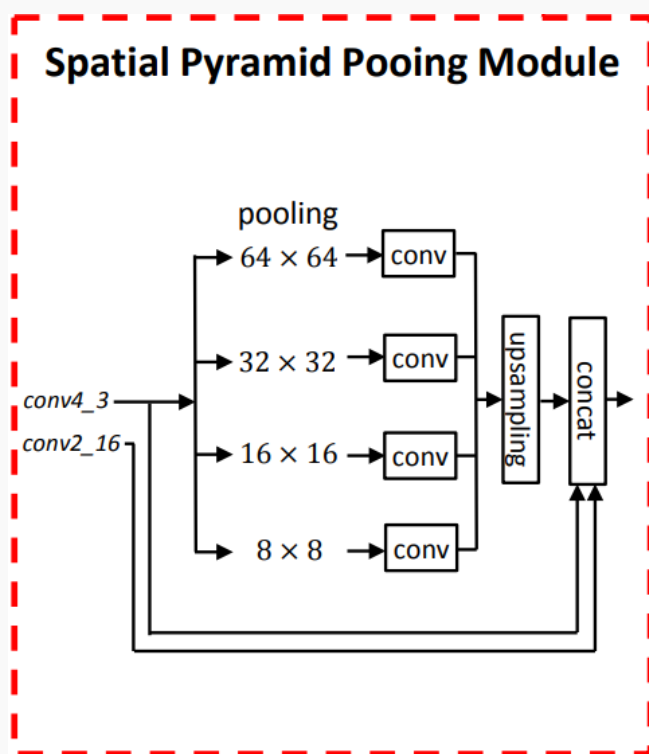 Spatial Pyramid Pooing Module
pooling
64 × 64
conv
32 × 32
conv
conv4_3
conv2_16
16 × 16
conv
8 × 8
conv
upsampling
concat